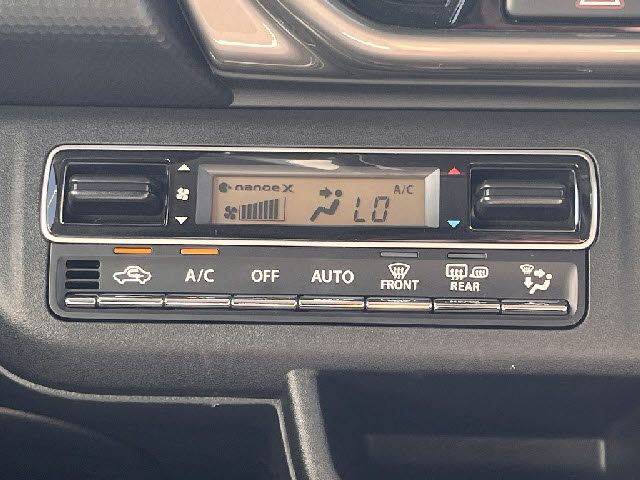 nanoe X
A/C
LO
A/C
OFF
AUTO
FRONT
REAR